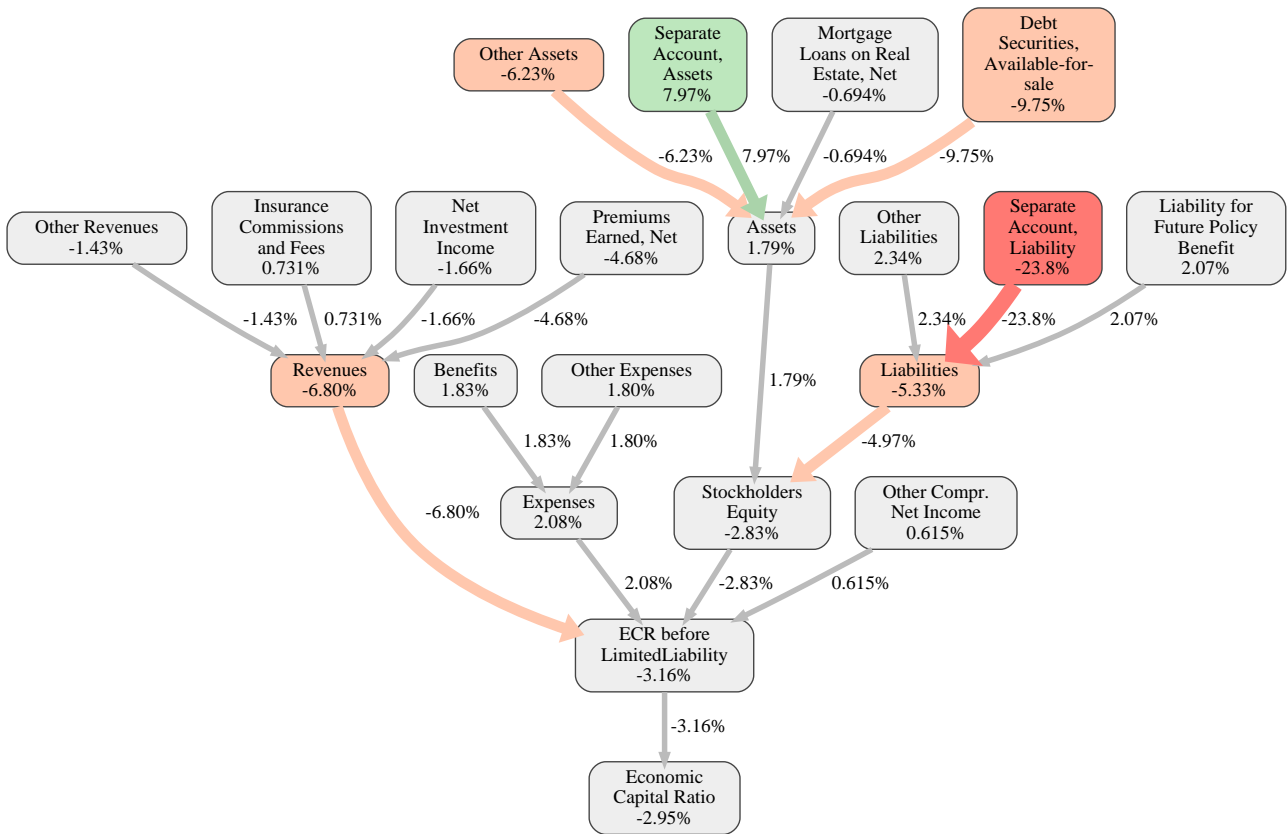 Other Assets
-6.23%
Separate
Account,
Assets
7.97%
Mortgage
Loans on Real
Estate, Net
-0.694%
Debt
Securities,
Available-for-
sale
-9.75%
-6.23%
7.97%
-0.694%
-9.75%
Other Revenues
-1.43%
Insurance
Commissions
and Fees
0.731%
Net
Investment
Income
-1.66%
Premiums
Earned, Net
-4.68%
Assets
1.79%
Other
Liabilities
2.34%
Separate
Account,
Liability
-23.8%
Liability for
Future Policy
Benefit
2.07%
-1.43%
0.731%
-1.66%
-4.68%
2.34%
-23.8%
2.07%
Revenues
-6.80%
Benefits
1.83%
Other Expenses
1.80%
1.79%
Liabilities
-5.33%
1.83%
1.80%
-4.97%
-6.80%
Expenses
2.08%
Stockholders
Equity
-2.83%
Other Compr.
Net Income
0.615%
2.08%
-2.83%
0.615%
ECR before
LimitedLiability
-3.16%
-3.16%
Economic
Capital Ratio
-2.95%